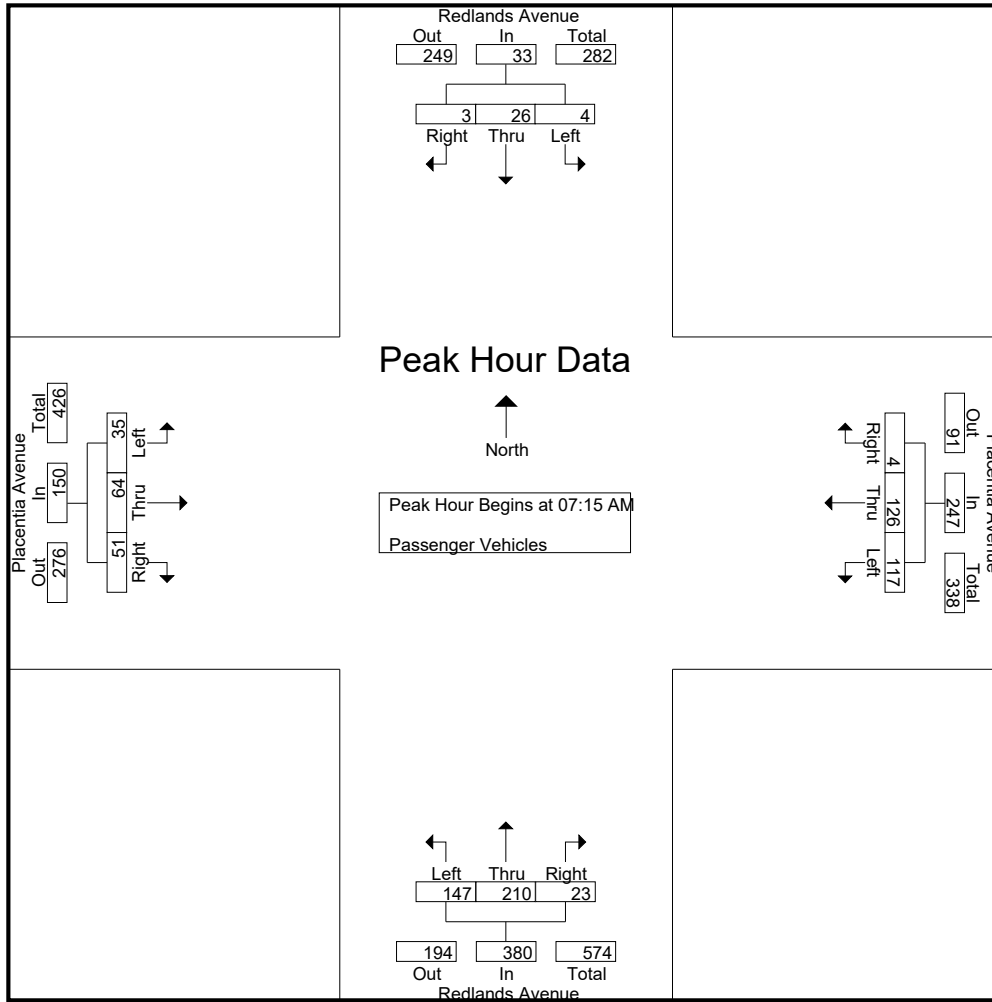 Redlands Avenue
Out In Total
249 33 282
3 26 4
Right Thru Left
Peak Hour Data
North
Peak Hour Begins at 07:15 AM
Passenger Vehicles
Placentia Avenue
Out In Total
276 150 426
51 64 35
Right Thru Left
Placentia Avenue
Out In Total
91 247 338
4 126 117
Right Thru Left
Left Thru Right
147 210 23
194 380 574
Out In Total
Redlands Avenue